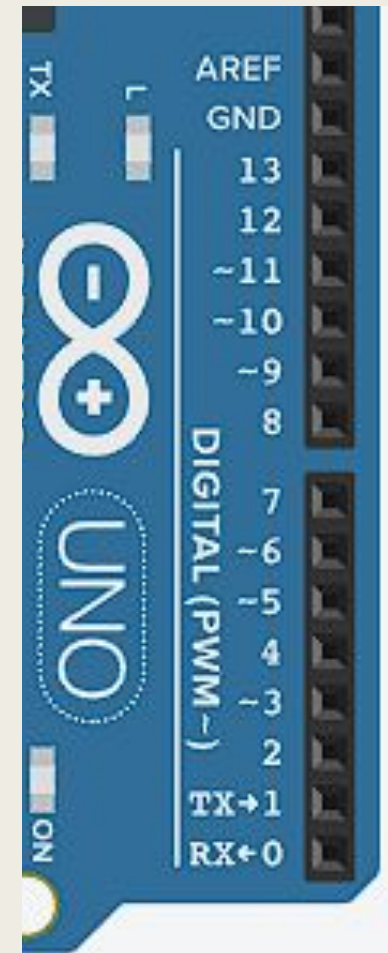 TX
L
AREF
GND
13
12
~11
~10
~9
8
7
~6
~5
4
~3
2
TX→1
RX←0
DIGITAL (PWM~)
UNO
ON